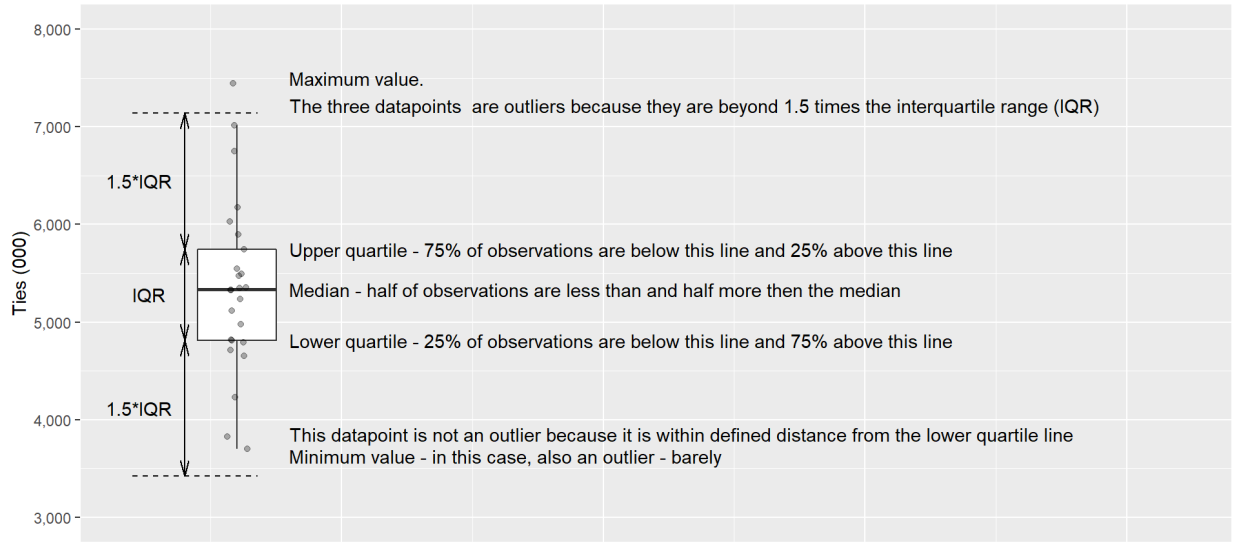 8,000
Maximum value.
The three datapoints  are outliers because they are beyond 1.5 times the interquartile range (IQR)
7,000
1.5*IQR
6,000
Upper quartile - 75% of observations are below this line and 25% above this line
Ties (000)
IQR
Median - half of observations are less than and half more then the median
5,000
Lower quartile - 25% of observations are below this line and 75% above this line
1.5*IQR
4,000
This datapoint is not an outlier because it is within defined distance from the lower quartile line
Minimum value - in this case, also an outlier - barely
3,000